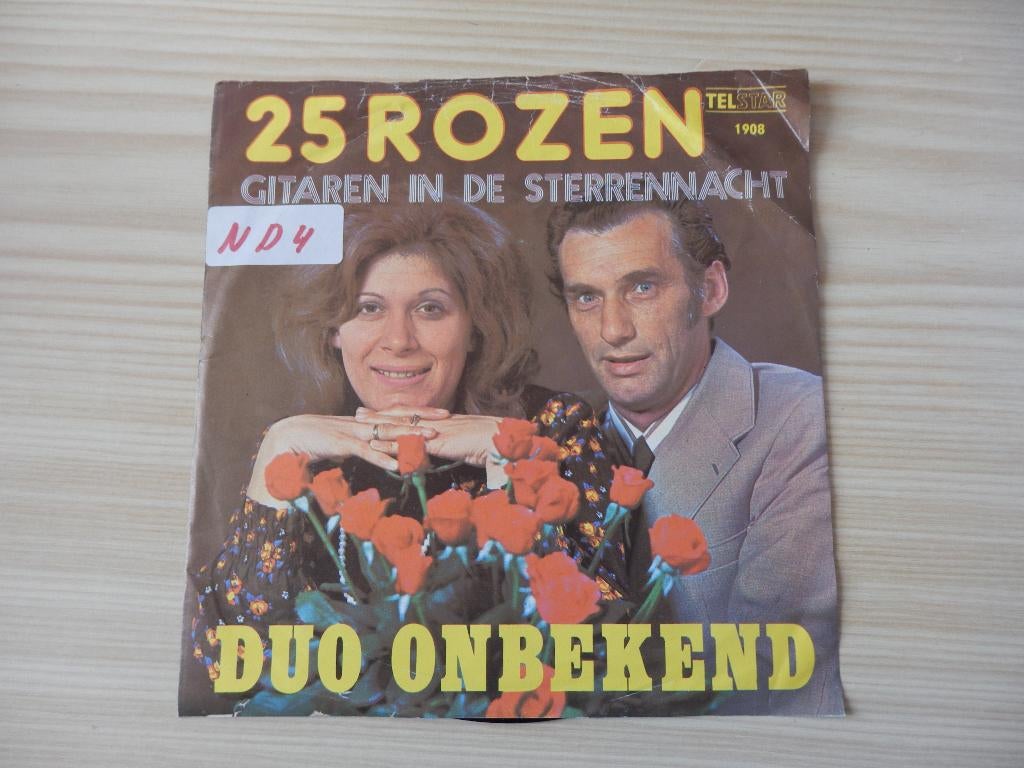 25 ROZEN
TELSTAR
1908
GITAREN IN DE STERRENNACHT
ND4
DUO ONBEKEND